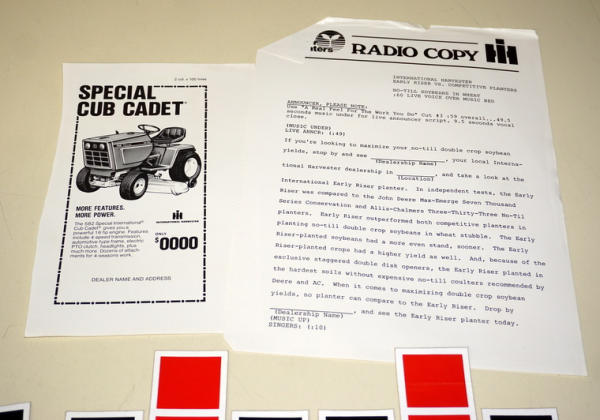 2 col. x 100 lines
SPECIAL
CUB CADET®
MORE FEATURES.
MORE POWER.
The 582 Special International®
Cub Cadet® gives you a
powerful 16 hp engine. Features
include 4-speed transmission,
automotive-type frame, electric
PTO clutch, headlights, plus
much more. Dozens of attach-
ments for 4-seasons work.
INTERNATIONAL HARVESTER
ONLY
$0000
DEALER NAME AND ADDRESS
RADIO COPY
INTERNATIONAL HARVESTER
EARLY RISER VS. COMPETITIVE PLANTERS
NO-TILL SOYBEANS IN WHEAT
:60 LIVE VOICE OVER MUSIC BED
ANNOUNCER, PLEASE NOTE:
Use "A Real Feel For The Work You Do" Cut #3 :59 overall...49.5
seconds music under for live announcer script, 9.5 seconds vocal
close.
(MUSIC UNDER)
LIVE ANNCR: (:49)
If you're looking to maximize your no-till double crop soybean
yields, stop by and see (Dealership Name), your local Interna-
tional Harvester dealership in (Location), and take a look at the
International Early Riser planter. In independent tests, the Early
Riser was compared to the John Deere Max-Emerge Seven Thousand
Series Conservation and Allis-Chalmers Three-Thirty-Three No-Til
planters. Early Riser outperformed both competitive planters in
planting no-till double crop soybeans in wheat stubble. The Early
Riser-planted soybeans had a more even stand, sooner. The Early
Riser-planted crops had a higher yield as well. And, because of the
exclusive staggered double disk openers, the Early Riser planted in
the hardest soils without expensive no-till coulters recommended by
Deere and AC. When it comes to maximizing double crop soybean
yields, no planter can compare to the Early Riser. Drop by
(Dealership Name), and see the Early Riser planter today.
(MUSIC UP)
SINGERS: (:10)